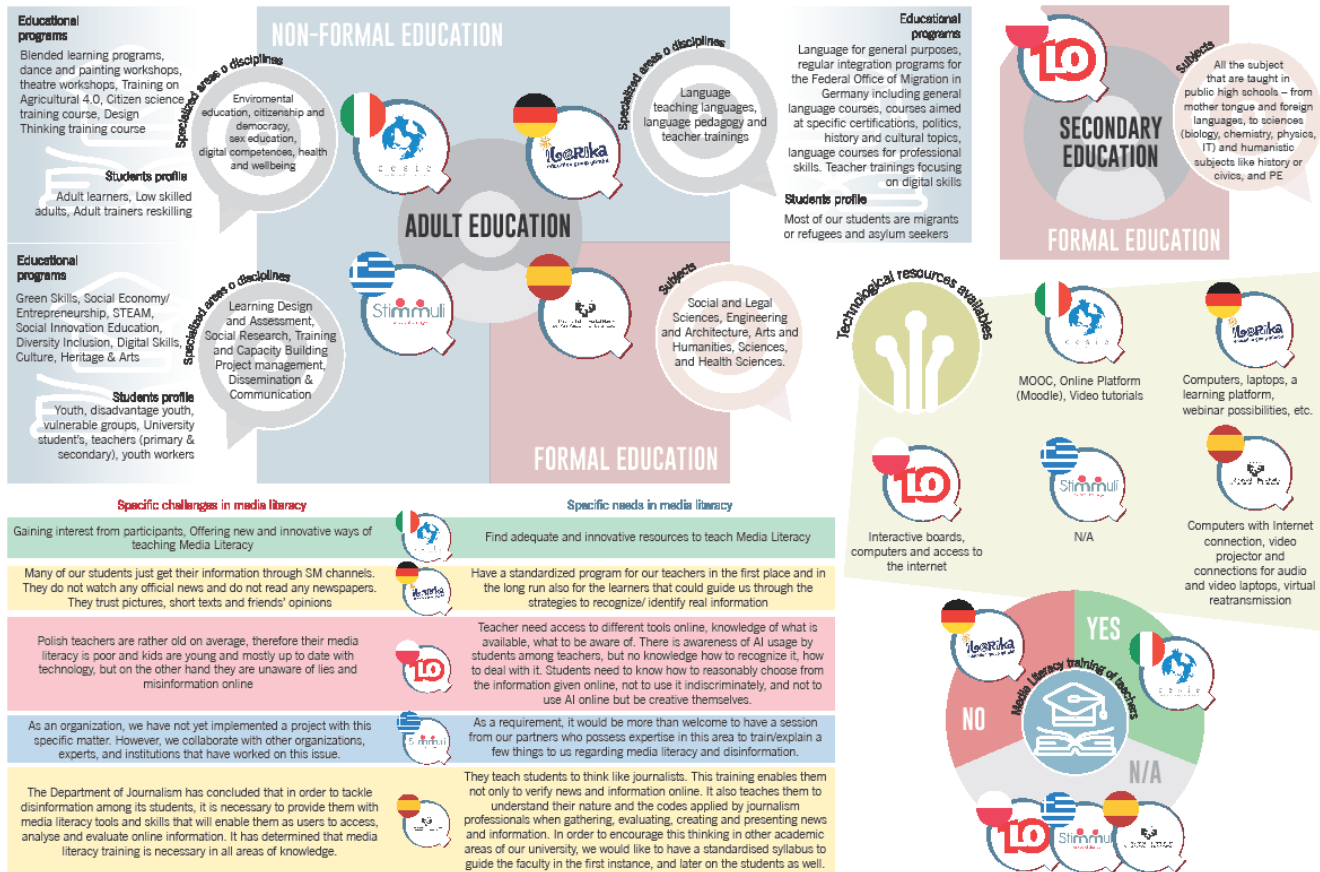 Educational
programs
Blended learning programs,
dance and painting workshops,
theatre workshops, Training on
Agricultural 4.0, Citizen science
training course, Design
Thinking training course
Students profile
Adult learners, Low skilled
adults, Adult trainers reskilling
NON-FORMAL EDUCATION
Specialized areas o disciplines
Enviromental
education, citizenship and
democracy,
sex education,
digital competences, health
and wellbeing
cesie
iLERIKA
Specialized areas o disciplines
Language
teaching languages,
language pedagogy and
teacher trainings
Educational
programs
Language for general purposes,
regular integration programs for
the Federal Office of Migration in
Germany including general
language courses, courses aimed
at specific certifications, politics,
history and cultural topics,
language courses for professional
skills. Teacher trainings focusing
on digital skills
Students profile
Most of our students are migrants
or refugees and asylum seekers
ADULT EDUCATION
Educational
programs
Green Skills, Social Economy/
Entrepreneurship, STEAM,
Social Innovation Education,
Diversity Inclusion, Digital Skills,
Culture, Heritage & Arts
Students profile
Youth, disadvantage youth,
vulnerable groups, University
student's, teachers (primary &
secondary), youth workers
Specialized areas o disciplines
Learning Design
and Assessment,
Social Research, Training
and Capacity Building
Project management,
Dissemination &
Communication
Stimmuli
Subjects
Social and Legal
Sciences, Engineering
and Architecture, Arts and
Humanities, Sciences,
and Health Sciences.
FORMAL EDUCATION
LO
SECONDARY
EDUCATION
FORMAL EDUCATION
Subjects
All the subject
that are taught in
public high schools – from
mother tongue and foreign
languages, to sciences
(biology, chemistry, physics,
IT) and humanistic
subjects like history or
civics, and PE
Technological resources availables
cesie
MOOC, Online Platform
(Moodle), Video tutorials
iLERIKA
Computers, laptops, a
learning platform,
webinar possibilities, etc.
LO
Interactive boards,
computers and access to
the internet
Stimmuli
N/A
Computers with Internet
connection, video
projector and
connections for audio
and video laptops, virtual
reatransmission
Specific challenges in media literacy
Specific needs in media literacy
Gaining interest from participants, Offering new and innovative ways of
teaching Media Literacy
Find adequate and innovative resources to teach Media Literacy
Many of our students just get their information through SM channels.
They do not watch any official news and do not read any newspapers.
They trust pictures, short texts and friends' opinions
iLERIKA
Have a standardized program for our teachers in the first place and in
the long run also for the learners that could guide us through the
strategies to recognize/ identify real information
Polish teachers are rather old on average, therefore their media
literacy is poor and kids are young and mostly up to date with
technology, but on the other hand they are unaware of lies and
misinformation online
LO
Teacher need access to different tools online, knowledge of what is
available, what to be aware of. There is awareness of AI usage by
students among teachers, but no knowledge how to recognize it, how
to deal with it. Students need to know how to reasonably choose from
the information given online, not to use it indiscriminately, and not to
use AI online but be creative themselves.
As an organization, we have not yet implemented a project with this
specific matter. However, we collaborate with other organizations,
experts, and institutions that have worked on this issue.
Stimmuli
As a requirement, it would be more than welcome to have a session
from our partners who possess expertise in this area to train/explain a
few things to us regarding media literacy and disinformation.
The Department of Journalism has concluded that in order to tackle
disinformation among its students, it is necessary to provide them with
media literacy tools and skills that will enable them as users to access,
analyse and evaluate online information. It has determined that media
literacy training is necessary in all areas of knowledge.
They teach students to think like journalists. This training enables them
not only to verify news and information online. It also teaches them to
understand their nature and the codes applied by journalism
professionals when gathering, evaluating, creating and presenting news
and information. In order to encourage this thinking in other academic
areas of our university, we would like to have a standardised syllabus to
guide the faculty in the first instance, and later on the students as well.
Media Literacy training of teachers
iLERIKA
YES
cesie
NO
N/A
LO
Stimmuli